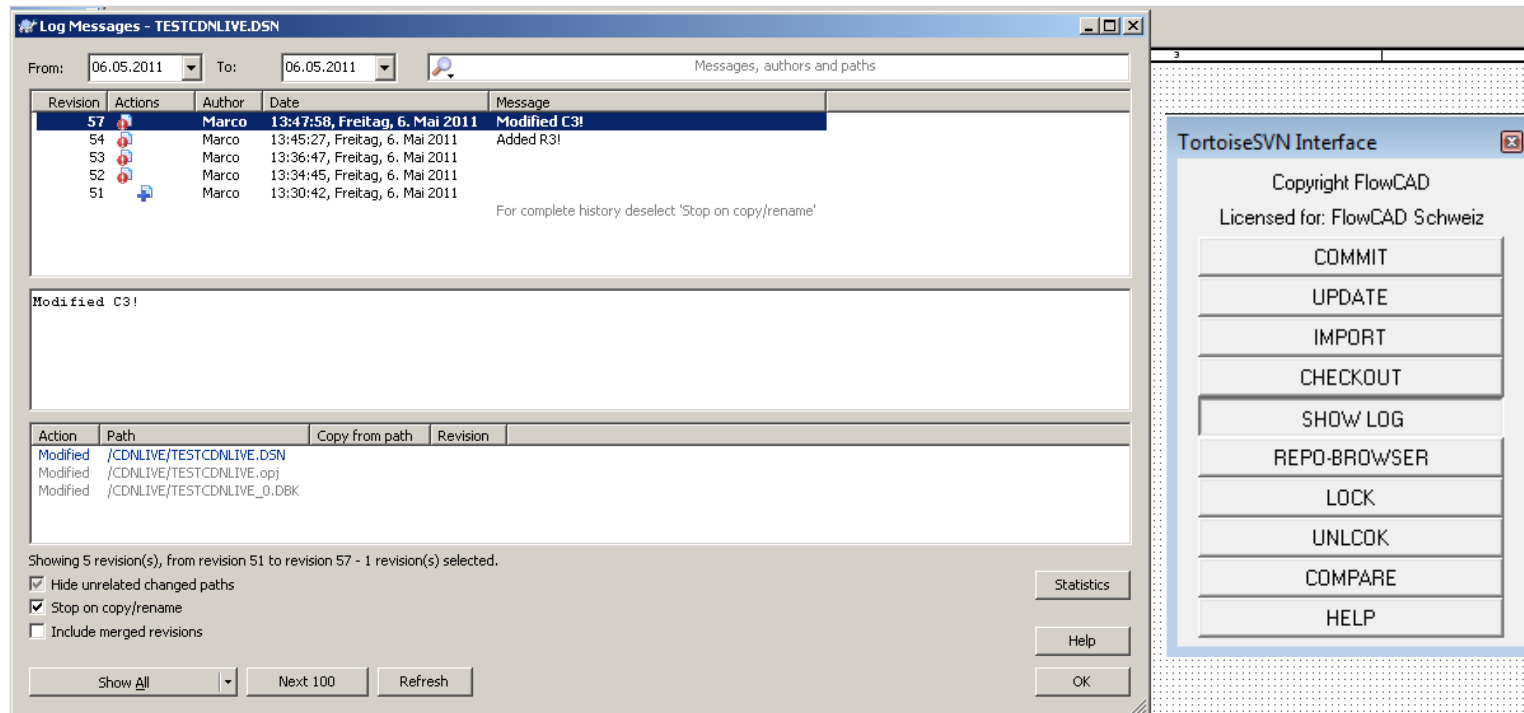 Log Messages - TESTCDNLIVE.DSN
From: 06.05.2011 To: 06.05.2011 Messages, authors and paths
Revision Actions Author Date Message
57 Marco 13:47:58, Freitag, 6. Mai 2011 Modified C3!
54 Marco 13:45:27, Freitag, 6. Mai 2011 Added R3!
53 Marco 13:36:47, Freitag, 6. Mai 2011
52 Marco 13:34:45, Freitag, 6. Mai 2011
51 Marco 13:30:42, Freitag, 6. Mai 2011
For complete history deselect 'Stop on copy/rename'
Modified C3!
Action Path Copy from path Revision
Modified /CDNLIVE/TESTCDNLIVE.DSN
Modified /CDNLIVE/TESTCDNLIVE.opj
Modified /CDNLIVE/TESTCDNLIVE_0.DBK
Showing 5 revision(s), from revision 51 to revision 57 - 1 revision(s) selected.
Hide unrelated changed paths
Stop on copy/rename
Include merged revisions
Statistics
Help
Show All Next 100 Refresh OK
3
TortoiseSVN Interface
Copyright FlowCAD
Licensed for: FlowCAD Schweiz
COMMIT
UPDATE
IMPORT
CHECKOUT
SHOW LOG
REPO-BROWSER
LOCK
UNLCOK
COMPARE
HELP